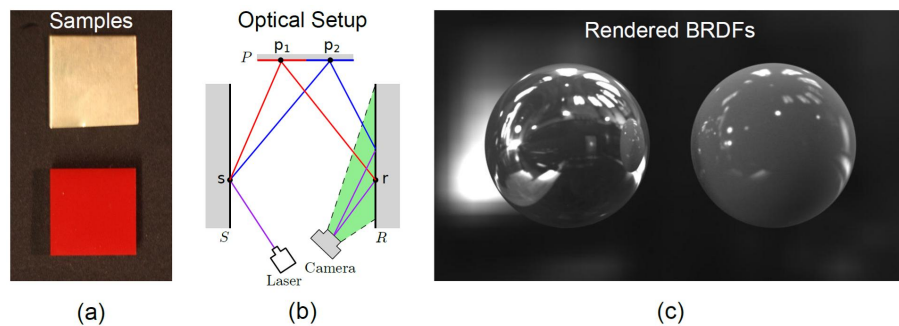 Samples
Optical Setup
Rendered BRDFs
P
p1
p2
s
r
S
R
Laser
Camera
(a)
(b)
(c)